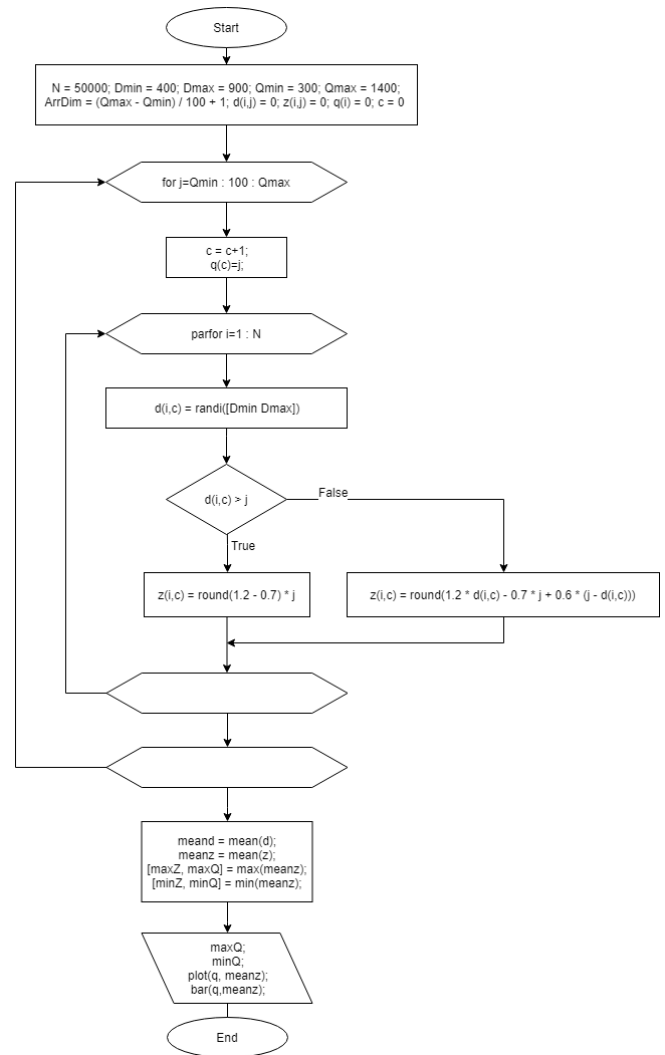 Start
N = 50000; Dmin = 400; Dmax = 900; Qmin = 300; Qmax = 1400;
ArrDim = (Qmax - Qmin) / 100 + 1; d(i,j) = 0; z(i,j) = 0; q(i) = 0; c = 0
for j=Qmin : 100 : Qmax
c = c+1;
q(c)=j;
parfor i=1 : N
d(i,c) = randi([Dmin Dmax])
d(i,c) > j
False
True
z(i,c) = round(1.2 - 0.7) * j
z(i,c) = round(1.2 * d(i,c) - 0.7 * j + 0.6 * (j - d(i,c)))
meand = mean(d);
meanz = mean(z);
[maxZ, maxQ] = max(meanz);
[minZ, minQ] = min(meanz);
maxQ;
minQ;
plot(q, meanz);
bar(q,meanz);
End